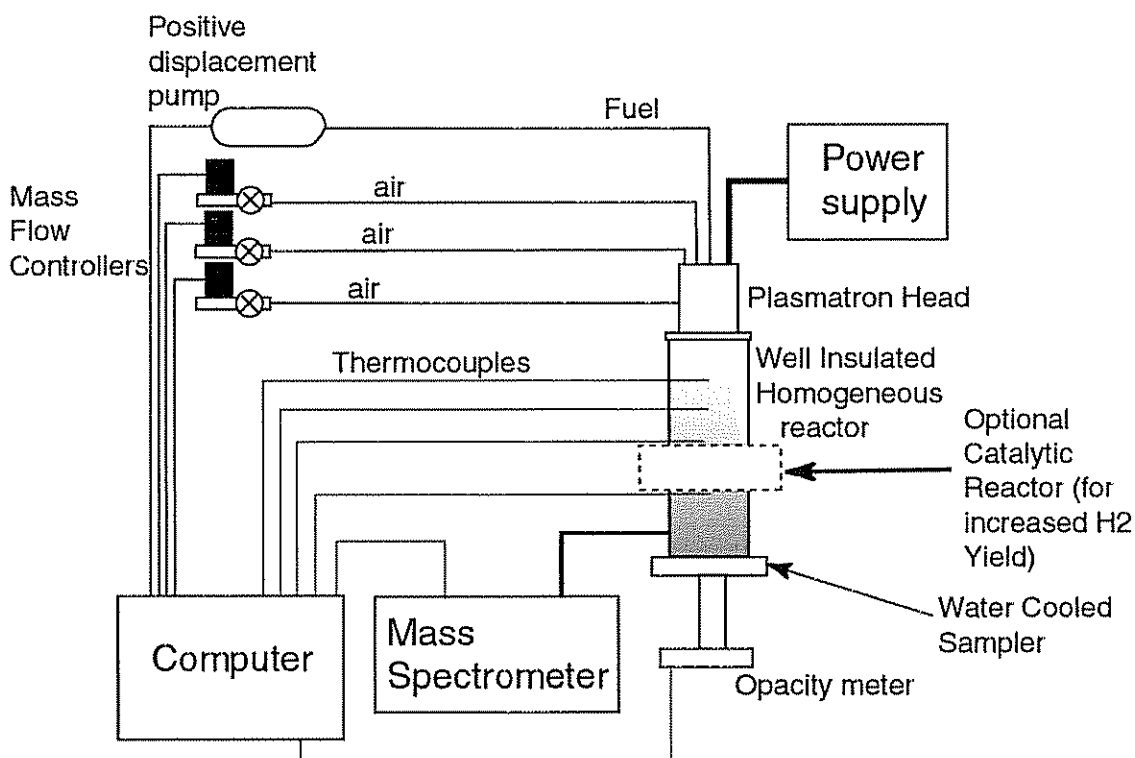 Positive
displacement
pump
Fuel
Power
supply
Mass
Flow
Controllers
air
air
air
Plasmatron Head
Thermocouples
Well Insulated
Homogeneous
reactor
Optional
Catalytic
Reactor (for
increased H2
Yield)
Water Cooled
Sampler
Computer
Mass
Spectrometer
Opacity meter